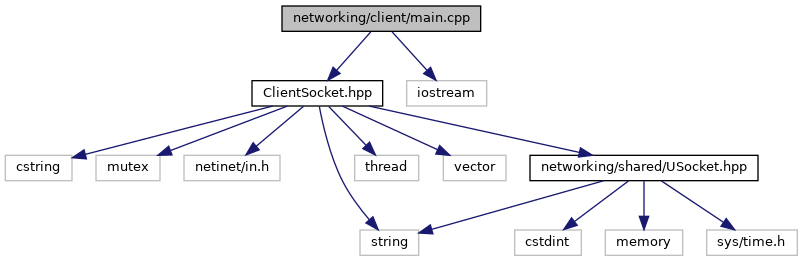 networking/client/main.cpp
ClientSocket.hpp
iostream
cstring
mutex
netinet/in.h
thread
vector
networking/shared/USocket.hpp
string
cstdint
memory
sys/time.h